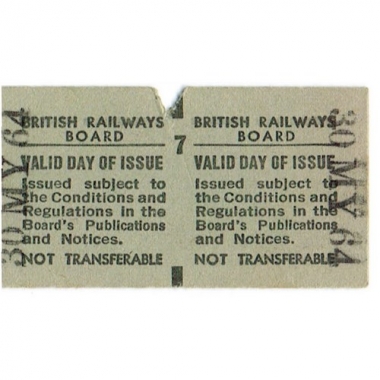 30 MY 64
BRITISH RAILWAYS
BOARD
VALID DAY OF ISSUE
Issued subject to
the Conditions and
Regulations in the
Board's Publications
and Notices.
NOT TRANSFERABLE
7
BRITISH RAILWAYS
BOARD
VALID DAY OF ISSUE
Issued subject to
the Conditions and
Regulations in the
Board's Publications
and Notices.
NOT TRANSFERABLE
30 MY 64